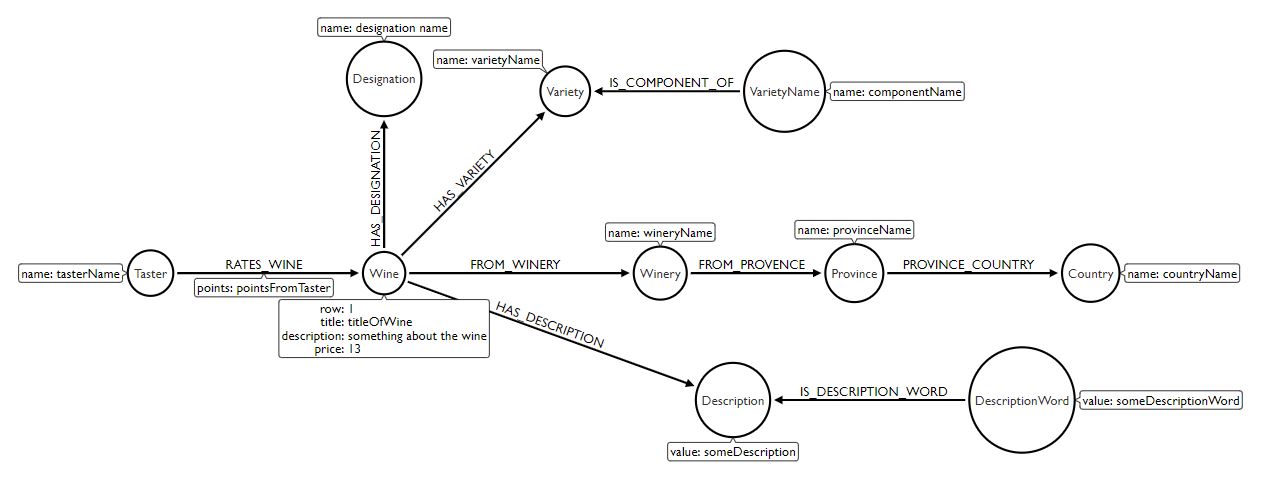 name: designation name
Designation
name: varietyName
Variety
IS_COMPONENT_OF
VarietyName
name: componentName
HAS_DESIGNATION
HAS_VARIETY
name: tasterName
Taster
RATES_WINE
points: pointsFromTaster
Wine
row: 1
title: titleOfWine
description: something about the wine
price: 13
FROM_WINERY
name: wineryName
Winery
FROM_PROVENCE
name: provinceName
Province
PROVINCE_COUNTRY
Country
name: countryName
HAS_DESCRIPTION
Description
value: someDescription
IS_DESCRIPTION_WORD
DescriptionWord
value: someDescriptionWord